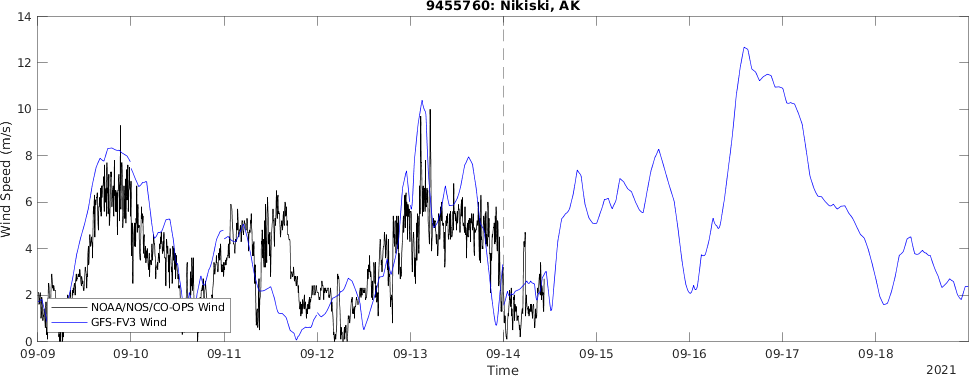 9455760: Nikiski, AK
14
12
10
8
6
4
2
0
Wind Speed (m/s)
NOAA/NOS/CO-OPS Wind
GFS-FV3 Wind
09-09 09-10 09-11 09-12 09-13 09-14 09-15 09-16 09-17 09-18
Time
2021